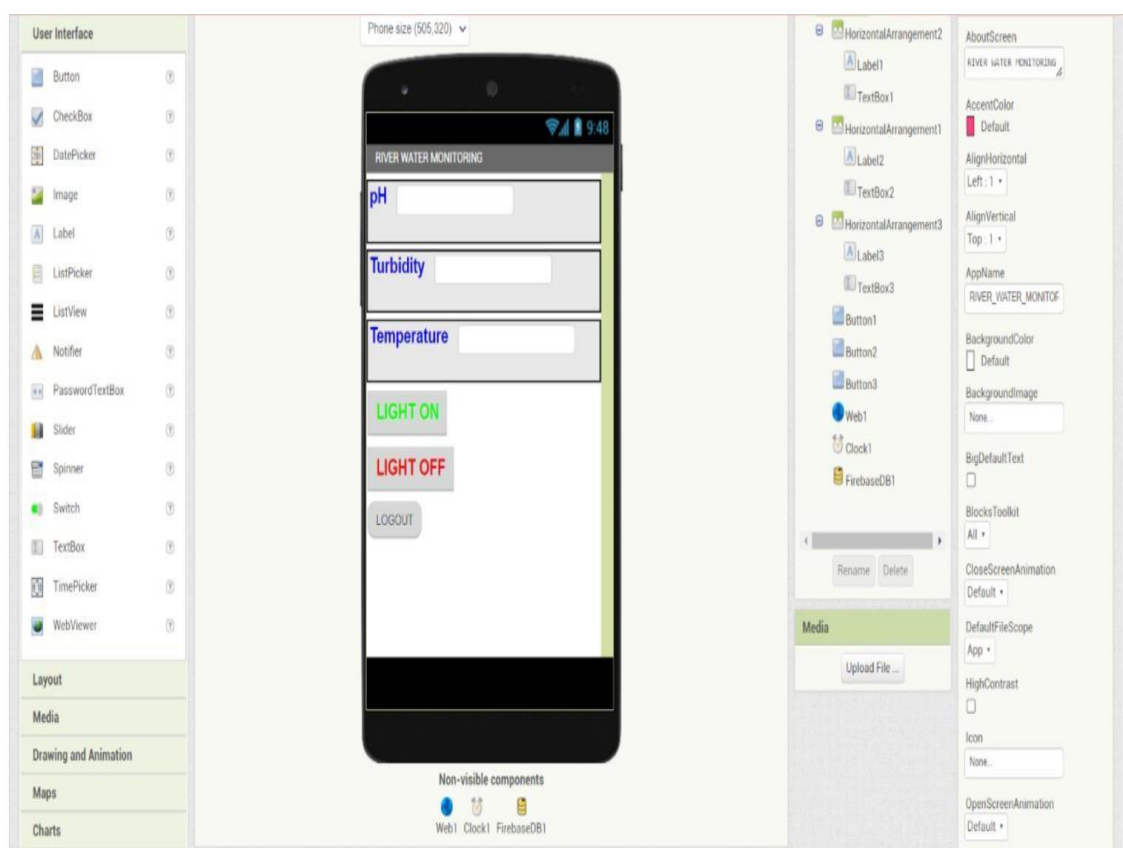 User Interface
Button
CheckBox
DatePicker
Image
Label
ListPicker
ListView
Notifier
PasswordTextBox
Slider
Spinner
Switch
TextBox
TimePicker
WebViewer
Layout
Media
Drawing and Animation
Maps
Charts
Phone size (505,320)
9:48
RIVER WATER MONITORING
pH
Turbidity
Temperature
LIGHT ON
LIGHT OFF
LOGOUT
Non-visible components
Web1 Clock1 FirebaseDB1
HorizontalArrangement2
Label1
TextBox1
HorizontalArrangement1
Label2
TextBox2
HorizontalArrangement3
Label3
TextBox3
Button1
Button2
Button3
Web1
Clock1
FirebaseDB1
Rename Delete
Media
Upload File ...
AboutScreen
RIVER WATER MONITORING
AccentColor
Default
AlignHorizontal
Left : 1
AlignVertical
Top : 1
AppName
RIVER_WATER_MONITOF
BackgroundColor
Default
BackgroundImage
None...
BigDefaultText
BlocksToolkit
All
CloseScreenAnimation
Default
DefaultFileScope
App
HighContrast
Icon
None...
OpenScreenAnimation
Default